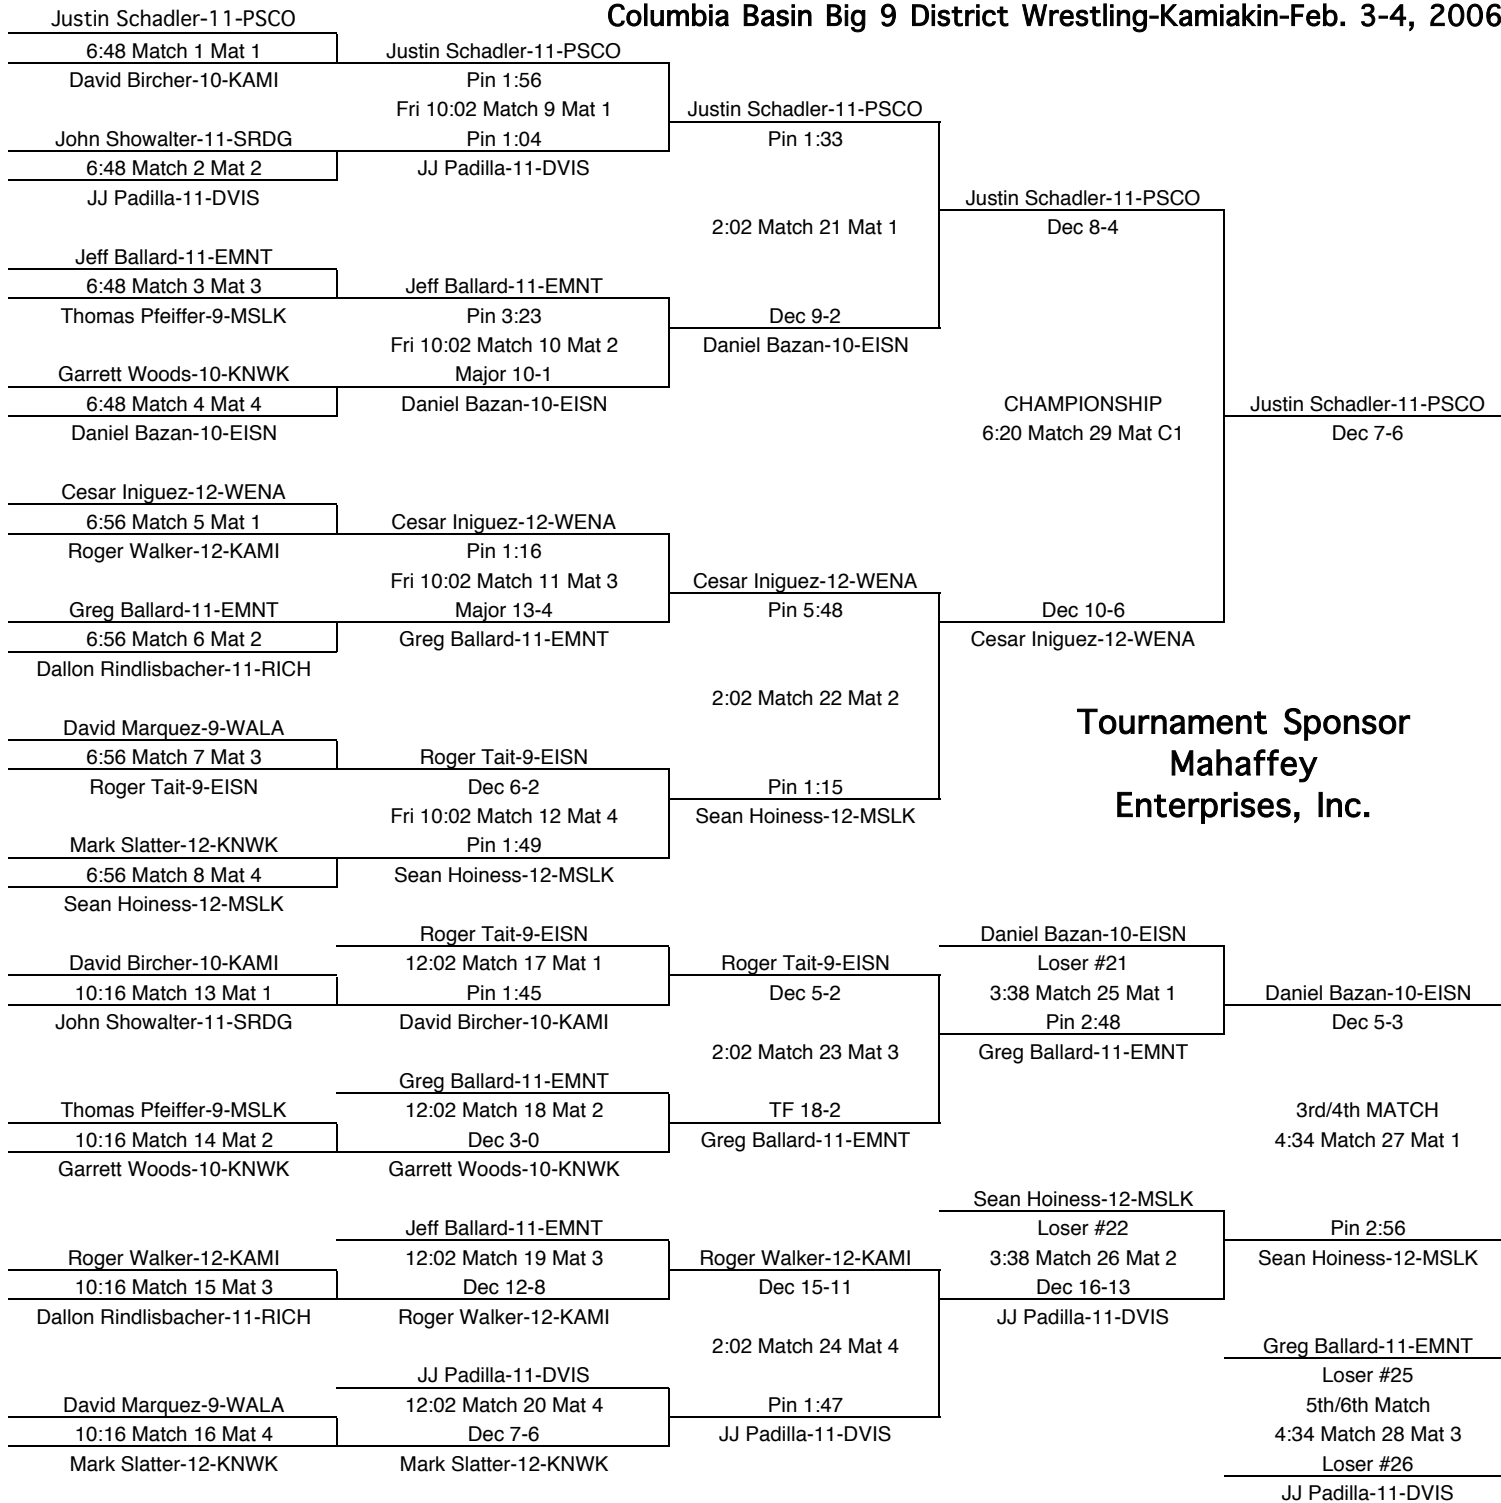 Columbia Basin Big 9 District Wrestling-Kamiakin-Feb. 3-4, 2006
Justin Schadler-11-PSCO
6:48 Match 1 Mat 1
David Bircher-10-KAMI
John Showalter-11-SRDG
6:48 Match 2 Mat 2
JJ Padilla-11-DVIS
Jeff Ballard-11-EMNT
6:48 Match 3 Mat 3
Thomas Pfeiffer-9-MSLK
Garrett Woods-10-KNWK
6:48 Match 4 Mat 4
Daniel Bazan-10-EISN
Cesar Iniguez-12-WENA
6:56 Match 5 Mat 1
Roger Walker-12-KAMI
Greg Ballard-11-EMNT
6:56 Match 6 Mat 2
Dallon Rindlisbacher-11-RICH
David Marquez-9-WALA
6:56 Match 7 Mat 3
Roger Tait-9-EISN
Mark Slatter-12-KNWK
6:56 Match 8 Mat 4
Sean Hoiness-12-MSLK
Justin Schadler-11-PSCO
Pin 1:56
Fri 10:02 Match 9 Mat 1
Pin 1:04
JJ Padilla-11-DVIS
Jeff Ballard-11-EMNT
Pin 3:23
Fri 10:02 Match 10 Mat 2
Major 10-1
Daniel Bazan-10-EISN
Cesar Iniguez-12-WENA
Pin 1:16
Fri 10:02 Match 11 Mat 3
Major 13-4
Greg Ballard-11-EMNT
Roger Tait-9-EISN
Dec 6-2
Fri 10:02 Match 12 Mat 4
Pin 1:49
Sean Hoiness-12-MSLK
Justin Schadler-11-PSCO
Pin 1:33
2:02 Match 21 Mat 1
Dec 9-2
Daniel Bazan-10-EISN
Cesar Iniguez-12-WENA
Pin 5:48
2:02 Match 22 Mat 2
Pin 1:15
Sean Hoiness-12-MSLK
Justin Schadler-11-PSCO
Dec 8-4
CHAMPIONSHIP
6:20 Match 29 Mat C1
Dec 10-6
Cesar Iniguez-12-WENA
Justin Schadler-11-PSCO
Dec 7-6
Tournament Sponsor
Mahaffey
Enterprises, Inc.
David Bircher-10-KAMI
10:16 Match 13 Mat 1
John Showalter-11-SRDG
Thomas Pfeiffer-9-MSLK
10:16 Match 14 Mat 2
Garrett Woods-10-KNWK
Roger Walker-12-KAMI
10:16 Match 15 Mat 3
Dallon Rindlisbacher-11-RICH
David Marquez-9-WALA
10:16 Match 16 Mat 4
Mark Slatter-12-KNWK
Roger Tait-9-EISN
12:02 Match 17 Mat 1
Pin 1:45
David Bircher-10-KAMI
Greg Ballard-11-EMNT
12:02 Match 18 Mat 2
Dec 3-0
Garrett Woods-10-KNWK
Jeff Ballard-11-EMNT
12:02 Match 19 Mat 3
Dec 12-8
Roger Walker-12-KAMI
JJ Padilla-11-DVIS
12:02 Match 20 Mat 4
Dec 7-6
Mark Slatter-12-KNWK
Roger Tait-9-EISN
Dec 5-2
2:02 Match 23 Mat 3
TF 18-2
Greg Ballard-11-EMNT
Roger Walker-12-KAMI
Dec 15-11
2:02 Match 24 Mat 4
Pin 1:47
JJ Padilla-11-DVIS
Daniel Bazan-10-EISN
Loser #21
3:38 Match 25 Mat 1
Pin 2:48
Greg Ballard-11-EMNT
Sean Hoiness-12-MSLK
Loser #22
3:38 Match 26 Mat 2
Dec 16-13
JJ Padilla-11-DVIS
Daniel Bazan-10-EISN
Dec 5-3
3rd/4th MATCH
4:34 Match 27 Mat 1
Pin 2:56
Sean Hoiness-12-MSLK
Greg Ballard-11-EMNT
Loser #25
5th/6th Match
4:34 Match 28 Mat 3
Loser #26
JJ Padilla-11-DVIS